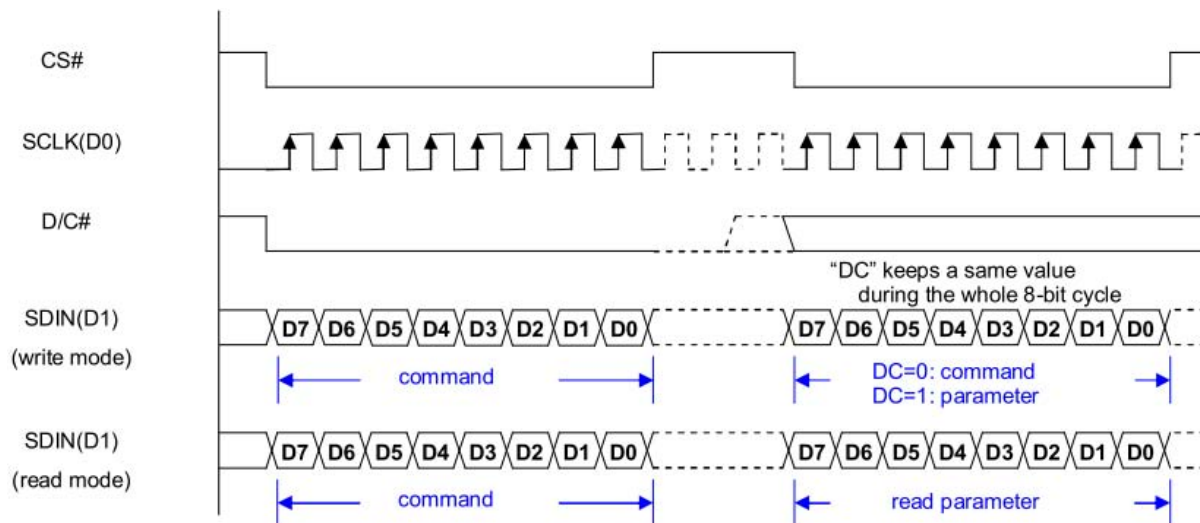 CS#
SCLK(D0)
D/C#
“DC” keeps a same value
during the whole 8-bit cycle
SDIN(D1)
(write mode)
D7 D6 D5 D4 D3 D2 D1 D0
D7 D6 D5 D4 D3 D2 D1 D0
command
DC=0: command
DC=1: parameter
SDIN(D1)
(read mode)
D7 D6 D5 D4 D3 D2 D1 D0
D7 D6 D5 D4 D3 D2 D1 D0
command
read parameter